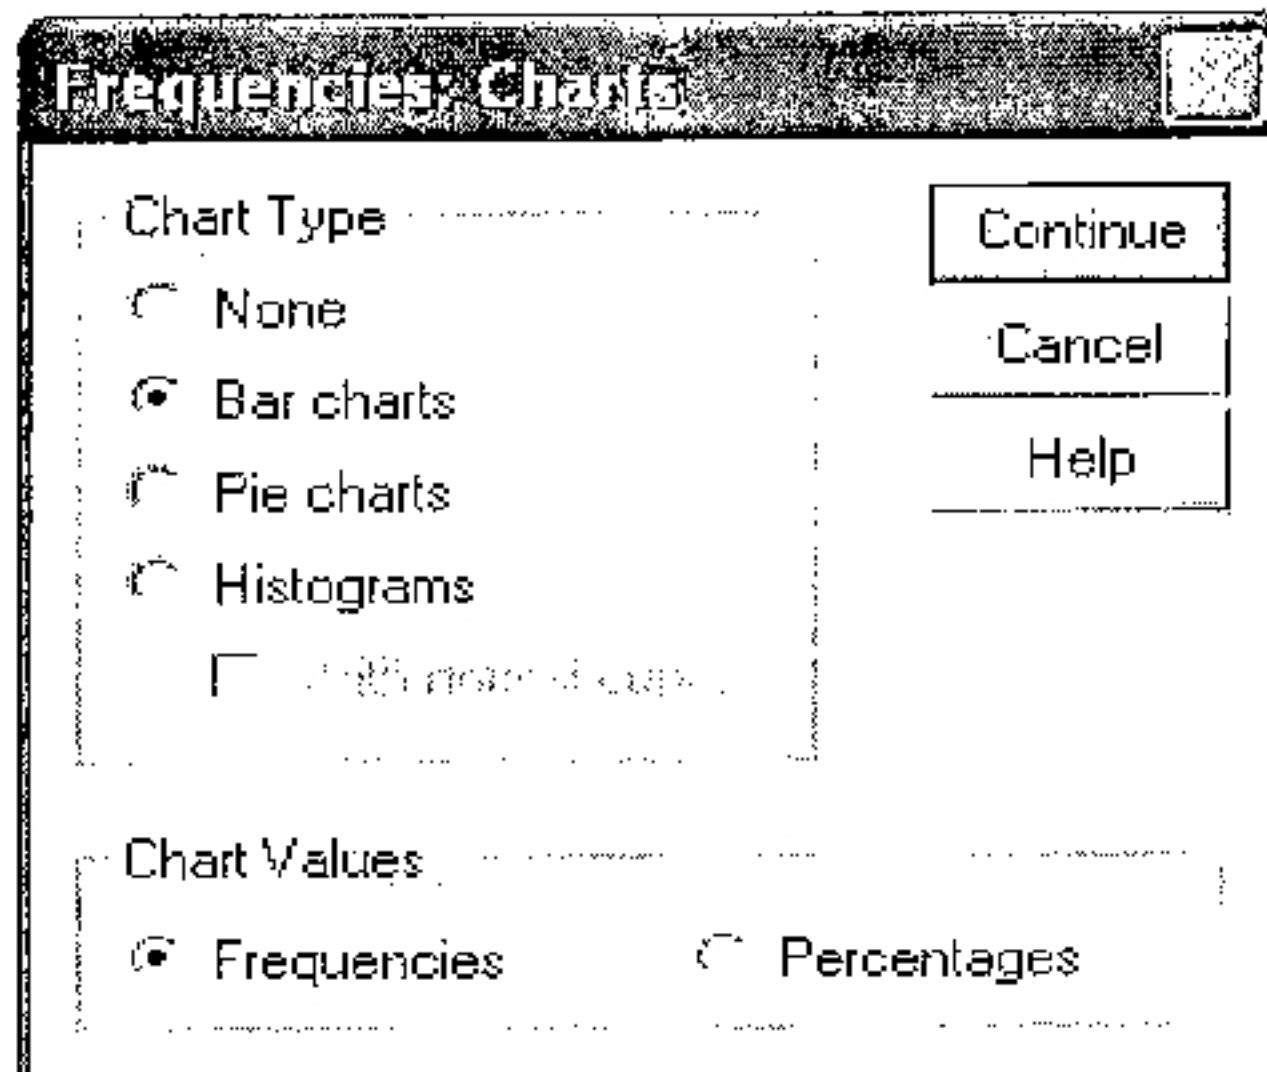 Frequencies: Charts
Chart Type
None
Bar charts
Pie charts
Histograms
Chart Values
Frequencies Percentages
Continue
Cancel
Help